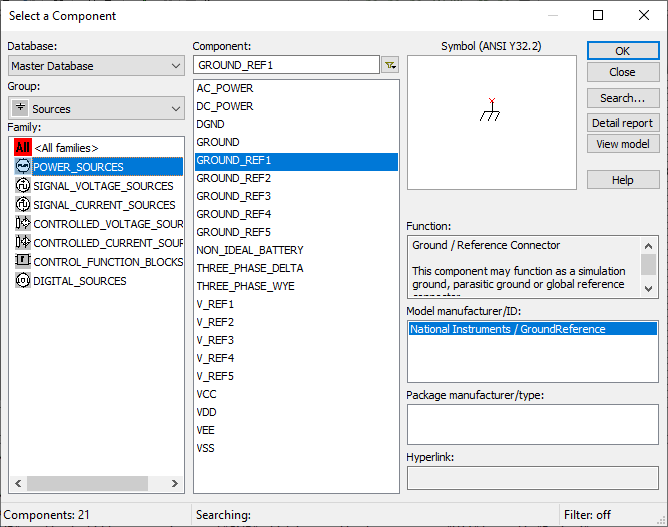 Select a Component
Database:
Master Database
Group:
Sources
Family:
All <All families>
POWER_SOURCES
SIGNAL_VOLTAGE_SOURCES
SIGNAL_CURRENT_SOURCES
CONTROLLED_VOLTAGE_SOUR
CONTROLLED_CURRENT_SOUR
CONTROL_FUNCTION_BLOCKS
DIGITAL_SOURCES
Component:
GROUND_REF1
AC_POWER
DC_POWER
DGND
GROUND
GROUND_REF1
GROUND_REF2
GROUND_REF3
GROUND_REF4
GROUND_REF5
NON_IDEAL_BATTERY
THREE_PHASE_DELTA
THREE_PHASE_WYE
V_REF1
V_REF2
V_REF3
V_REF4
V_REF5
VCC
VDD
VEE
VSS
Symbol (ANSI Y32.2)
OK
Close
Search...
Detail report
View model
Help
Function:
Ground / Reference Connector
This component may function as a simulation
ground, parasitic ground or global reference
connector
Model manufacturer/ID:
National Instruments / GroundReference
Package manufacturer/type:
Hyperlink:
Components: 21
Searching:
Filter: off